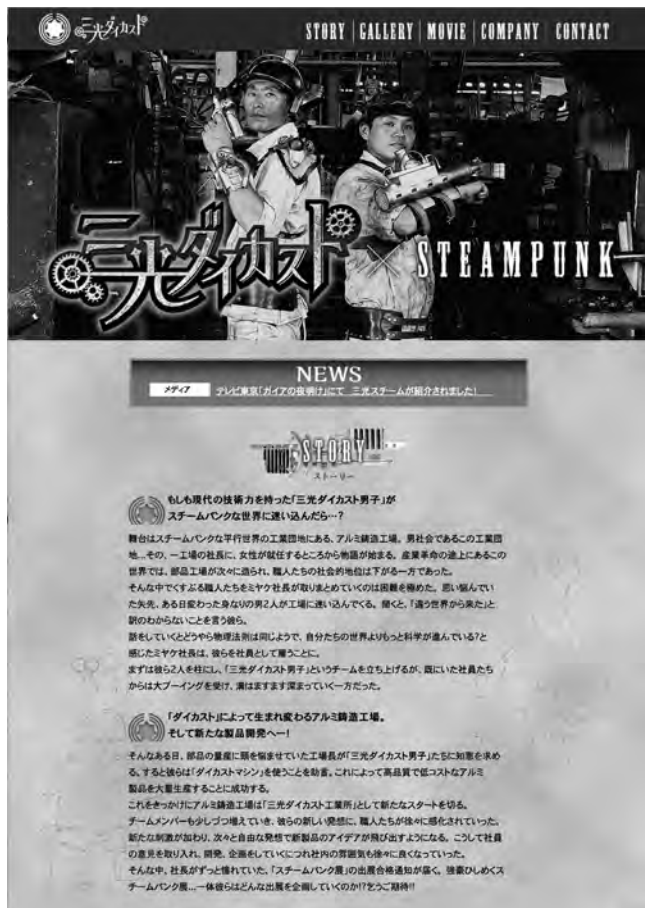 三光ダイカスト
STORY | GALLERY | MOVIE | COMPANY | CONTACT
三光ダイカスト × STEAMPUNK
NEWS
メディア テレビ東京「ガイアの夜明け」にて 三光スチームが紹介されました!
STORY
ストーリー
もしも現代の技術力を持った「三光ダイカスト男子」が
スチームパンクな世界に迷い込んだら…?
舞台はスチームパンクな平行世界の工業団地にある、アルミ鋳造工場。男社会であるこの工業団
地…その、一工場の社長に、女性が就任するところから物語が始まる。産業革命の途上にあるこの
世界では、部品工場が次々に造られ、職人たちの社会的地位は下がる一方であった。
そんな中でくすぶる職人たちをミヤケ社長が取りまとめていくのは困難を極めた。思い悩んでい
た矢先、ある日変わった身なりの男2人が工場に迷い込んでくる。聞くと、「違う世界から来た」と
訳のわからないことを言う彼ら。
話をしていくとどうやら物理法則は同じようで、自分たちの世界よりもっと科学が進んでいる?と
感じたミヤケ社長は、彼らを社員として雇うことに。
まずは彼ら2人を柱にし、「三光ダイカスト男子」というチームを立ち上げるが、既にいた社員たち
からは大ブーイングを受け、溝はますます深まっていく一方だった。
「ダイカスト」によって生まれ変わるアルミ鋳造工場。
そして新たな製品開発へー!
そんなある日、部品の量産に頭を悩ませていた工場長が「三光ダイカスト男子」たちに知恵を求め
る。すると彼らは「ダイカストマシン」を使うことを助言。これによって高品質で低コストなアルミ
製品を大量生産することに成功する。
これをきっかけにアルミ鋳造工場は「三光ダイカスト工業所」として新たなスタートを切る。
チームメンバーも少しづつ増えていき、彼らの新しい発想に、職人たちが徐々に感化されていった。
新たな刺激が加わり、次々と自由な発想で新製品のアイデアが飛び出すようになる。こうして社員
の意見を取り入れ、開発、企画をしていくにつれ社内の雰囲気も徐々に良くなっていった。
そんな中、社長がずっと憧れていた、「スチームパンク展」の出展合格通知が届く。強豪ひしめくス
チームパンク展…一体彼らはどんな出展を企画していくのか!?乞うご期待!!